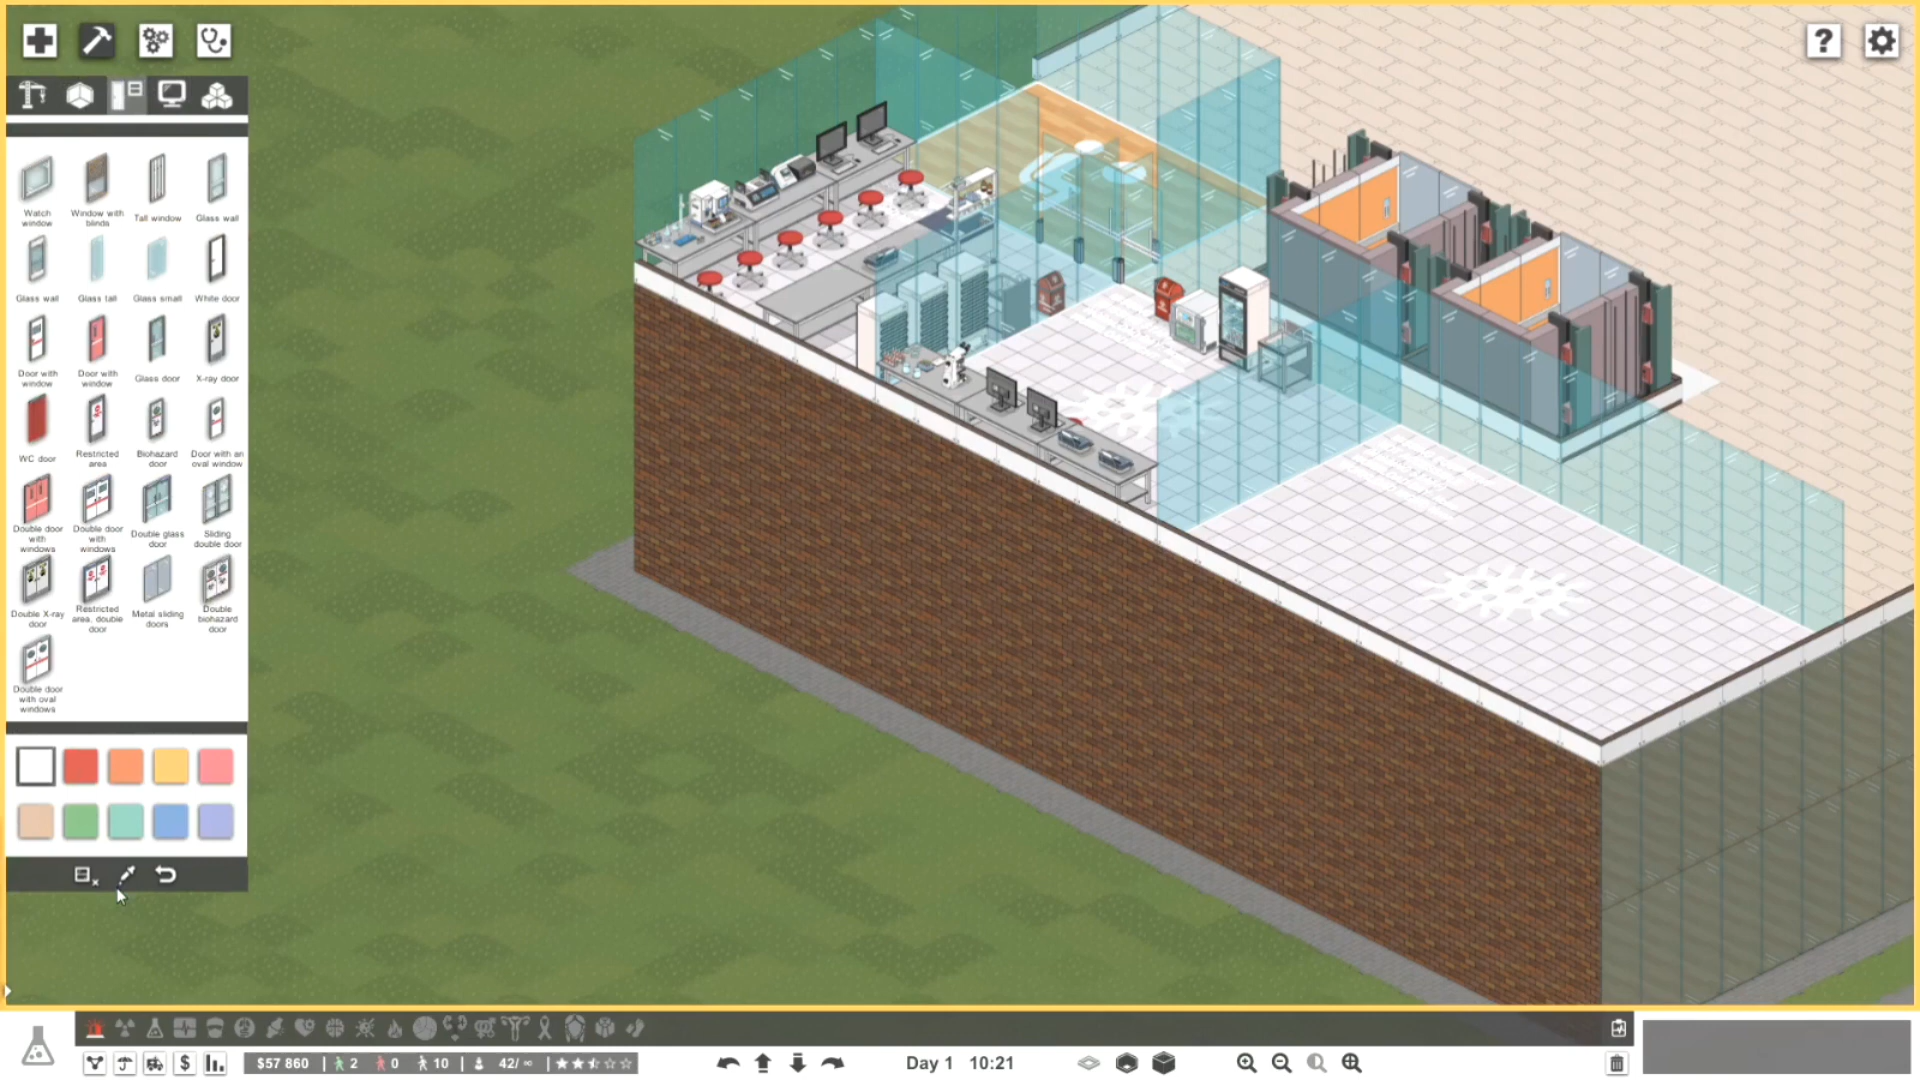 ?
Watch window
Window with blinds
Tall window
Glass wall
Glass wall
Glass tall
Glass small
White door
Door with window
Door with window
Glass door
X-ray door
WC door
Restricted area
Biohazard door
Door with an oval window
Double door with windows
Double door with windows
Double glass door
Sliding double door
Double X-ray door
Restricted area, double door
Metal sliding doors
Double biohazard door
Double door with oval windows
$
$57 860 | 2 0 10 | 42/∞
Day 1 10:21